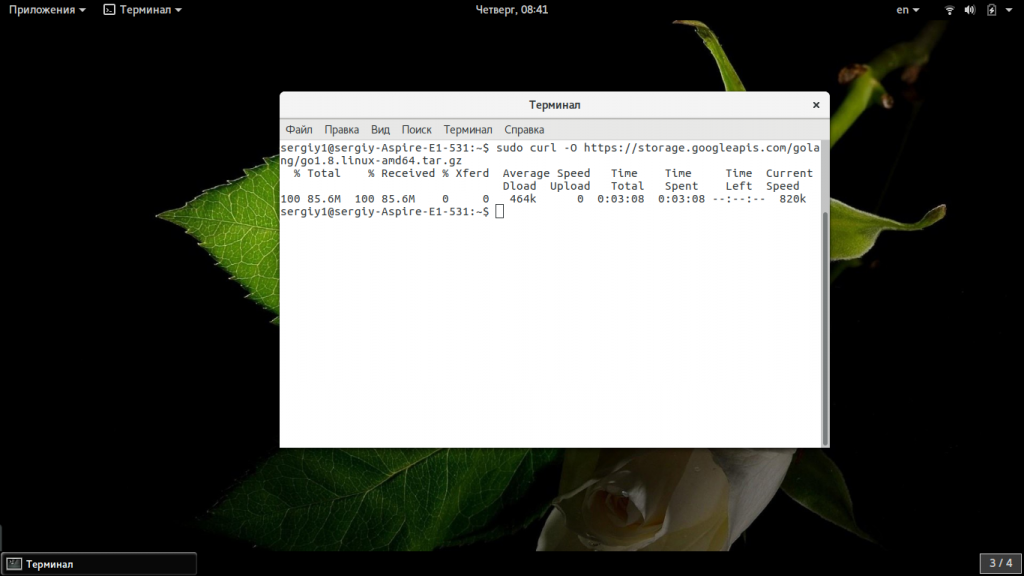 Приложения Терминал Четверг, 08:41 en
Терминал
Файл Правка Вид Поиск Терминал Справка
sergiy1@sergiy-Aspire-E1-531:~$ sudo curl -O https://storage.googleapis.com/gola
ng/go1.8.linux-amd64.tar.gz
% Total % Received % Xferd Average Speed Time Time Time Current
Dload Upload Total Spent Left Speed
100 85.6M 100 85.6M 0 0 464k 0 0:03:08 0:03:08 --:--:-- 820k
sergiy1@sergiy-Aspire-E1-531:~$
Терминал 3 / 4